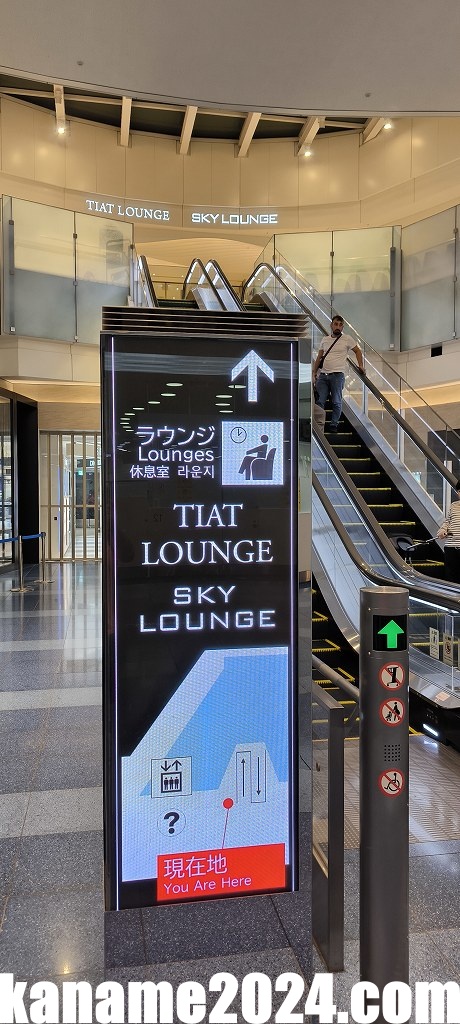 TIAT LOUNGE SKY LOUNGE
ラウンジ
Lounges
休息室 라운지
TIAT
LOUNGE
SKY
LOUNGE
?
現在地
You Are Here
kaname2024.com